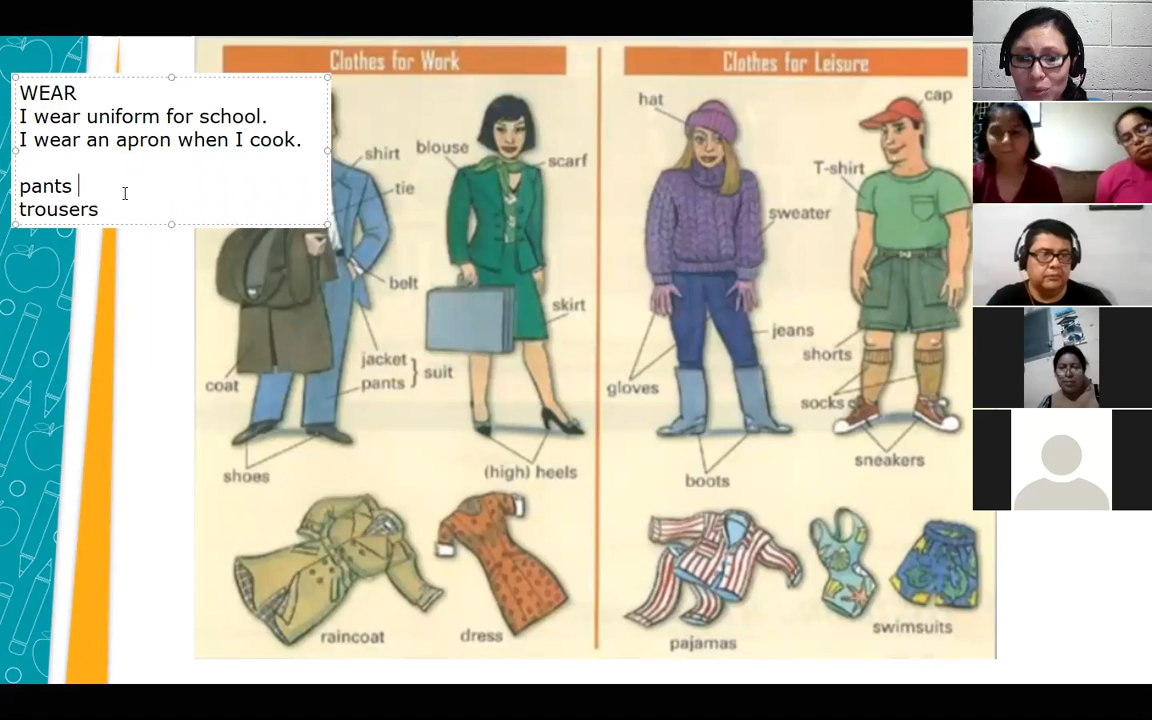 WEAR
I wear uniform for school.
I wear an apron when I cook.
pants
trousers
Clothes for Work
shirt
blouse
scarf
tie
belt
skirt
jacket
pants
suit
coat
shoes
(high) heels
raincoat
dress
Clothes for Leisure
hat
cap
T-shirt
sweater
jeans
shorts
gloves
socks
sneakers
boots
pajamas
swimsuits